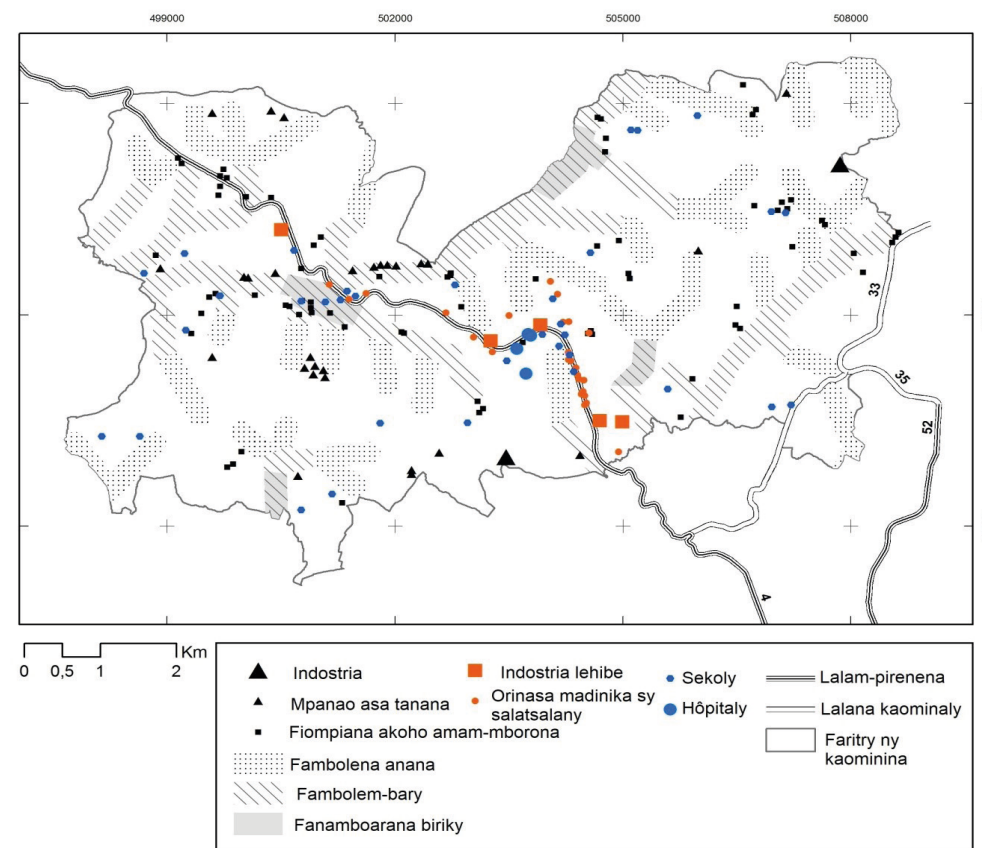 499000 502000 505000 508000
33
35
52
4
Km
0 0,5 1 2
Indostria
Mpanao asa tanana
Fiompiana akoho amam-mborona
Fambolena anana
Fambolem-bary
Fanamboarana biriky
Indostria lehibe
Orinasa madinika sy
salatsalany
Sekoly
Hôpitaly
Lalam-pirenena
Lalana kaominaly
Faritry ny
kaominina